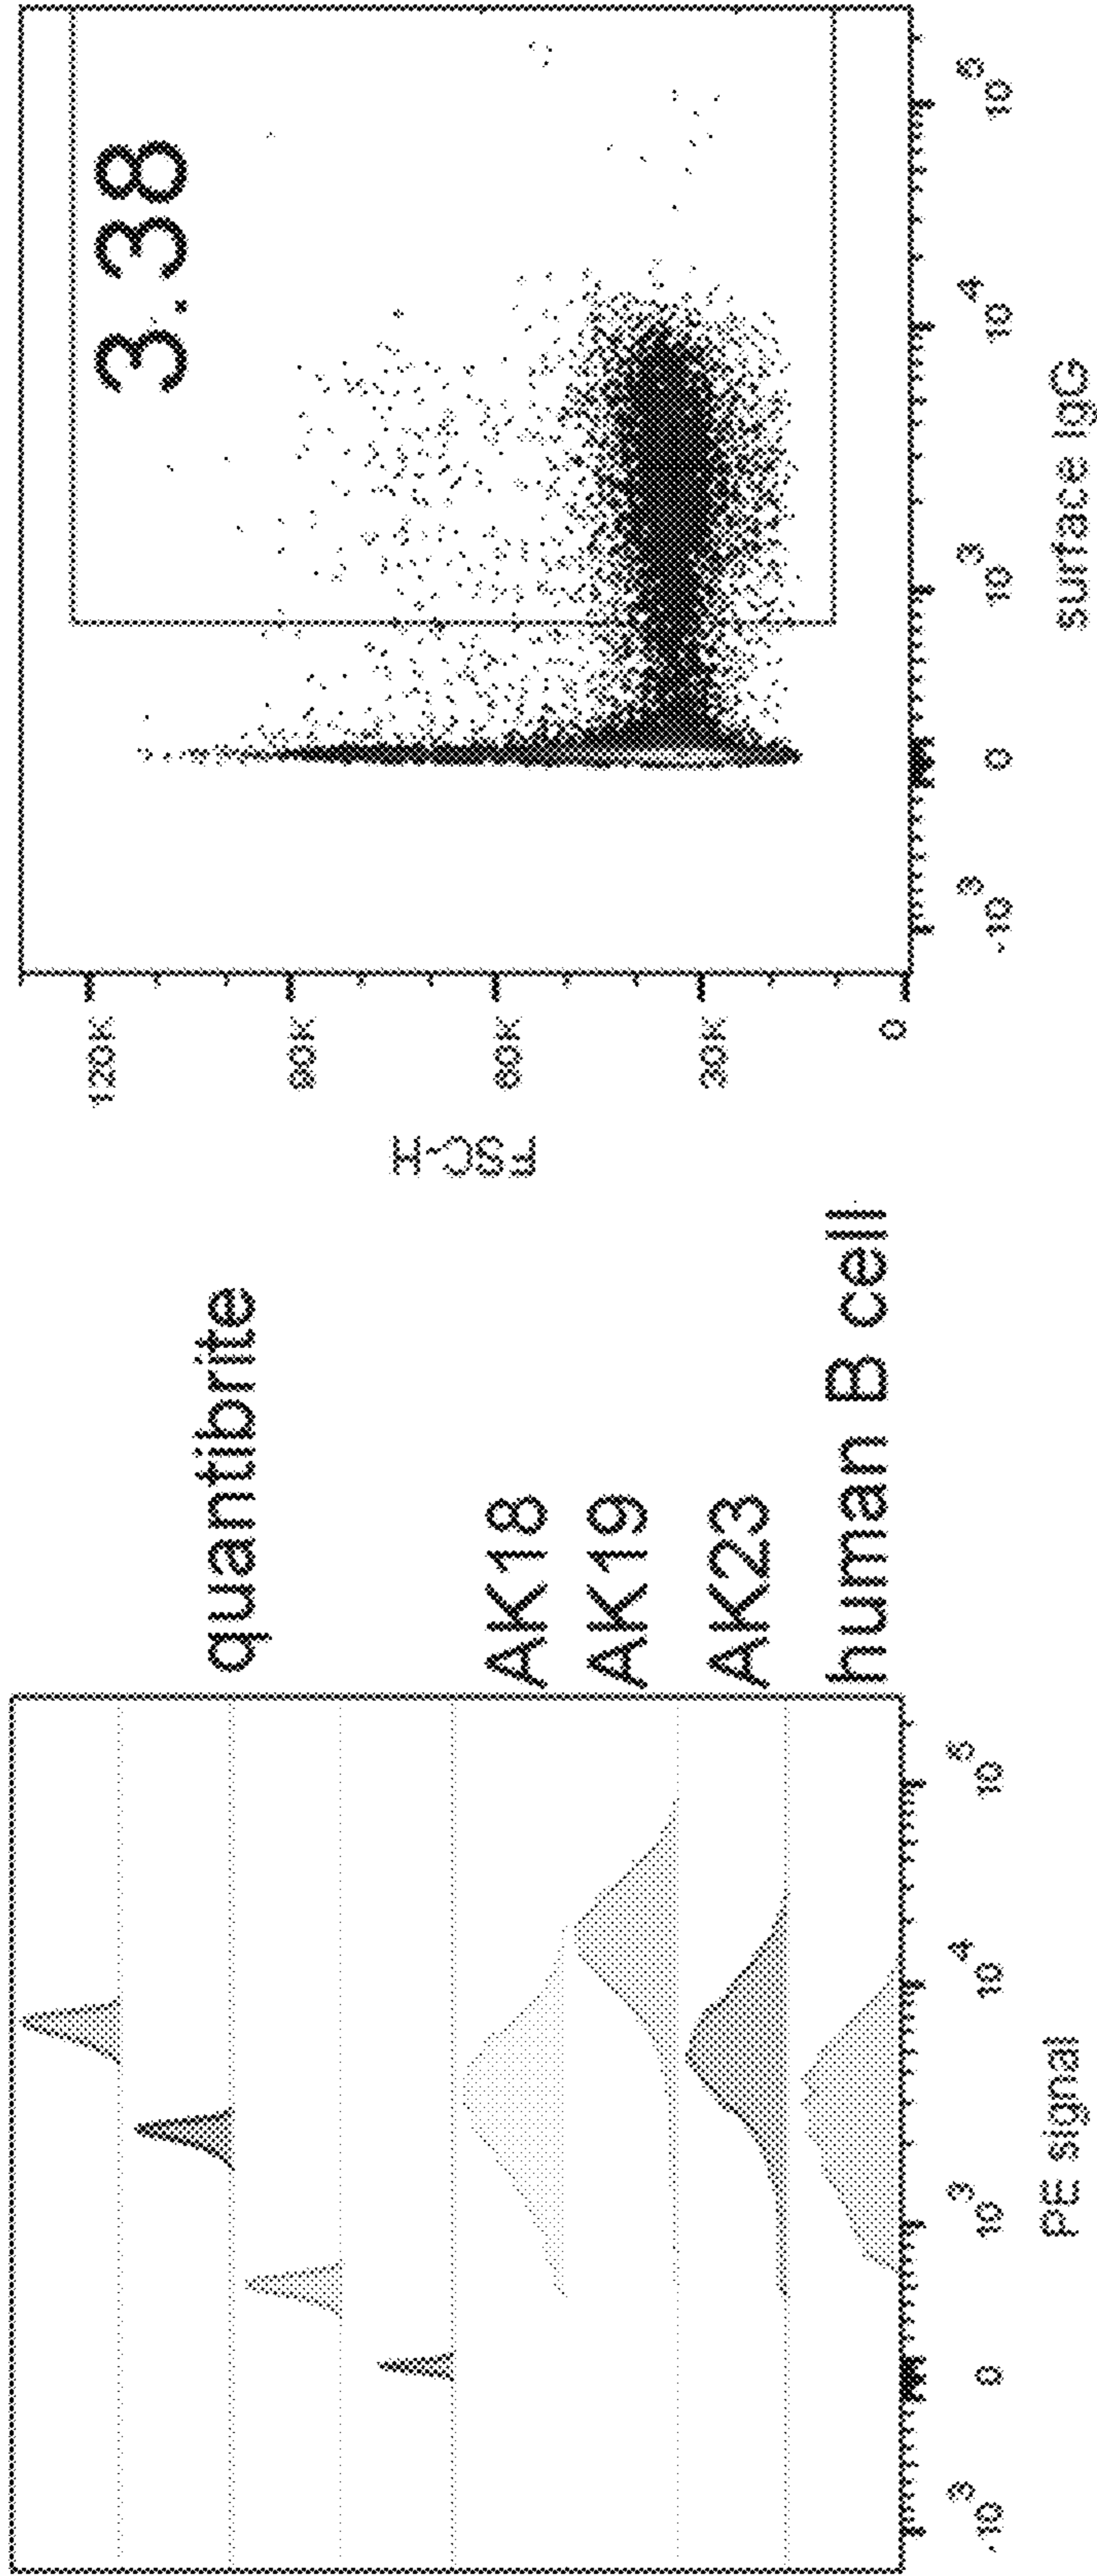 quantibrite
AK18
AK19
AK23
human B cell
-10^3
0
10^3
10^4
10^5
PE signal
3.38
120K
90K
60K
30K
0
FSC-H
-10^3
0
10^3
10^4
10^5
surface IgG